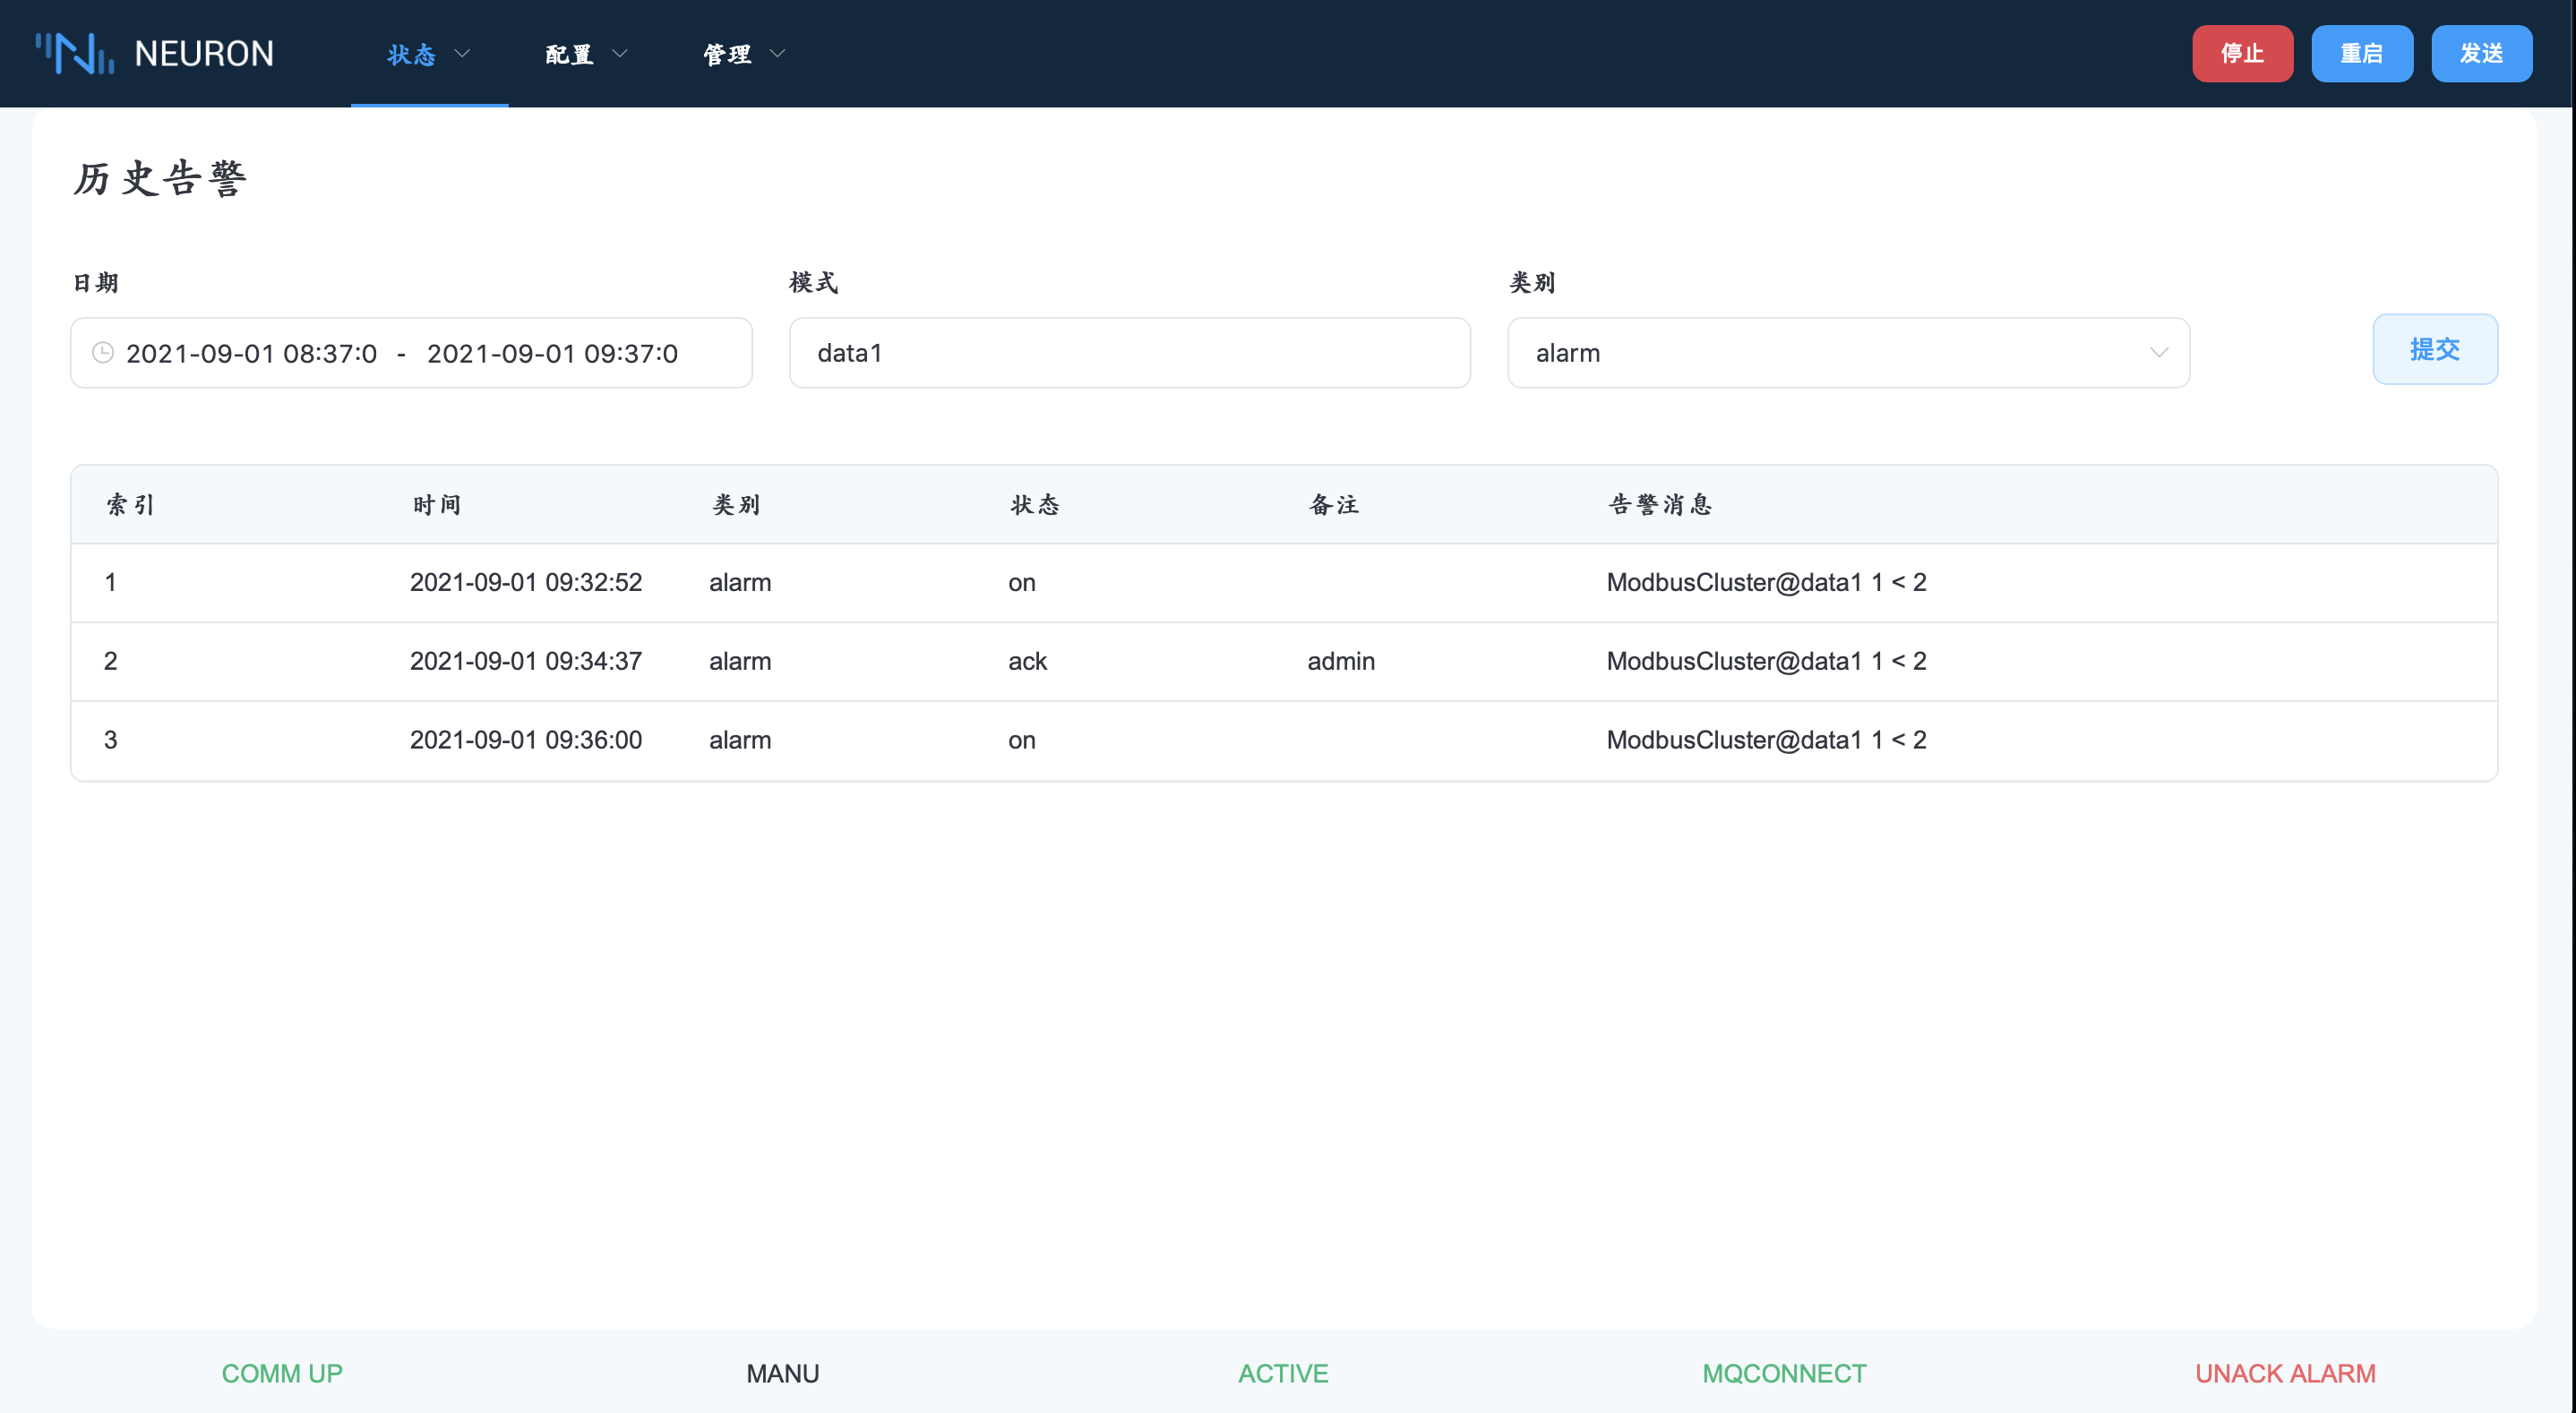 NEURON 状态 配置 管理 停止 重启 发送
历史告警
日期 模式 类别
2021-09-01 08:37:0 - 2021-09-01 09:37:0 data1 alarm 提交
索引 时间 类别 状态 备注 告警消息
1 2021-09-01 09:32:52 alarm on ModbusCluster@data1 1 < 2
2 2021-09-01 09:34:37 alarm ack admin ModbusCluster@data1 1 < 2
3 2021-09-01 09:36:00 alarm on ModbusCluster@data1 1 < 2
COMM UP MANU ACTIVE MQCONNECT UNACK ALARM